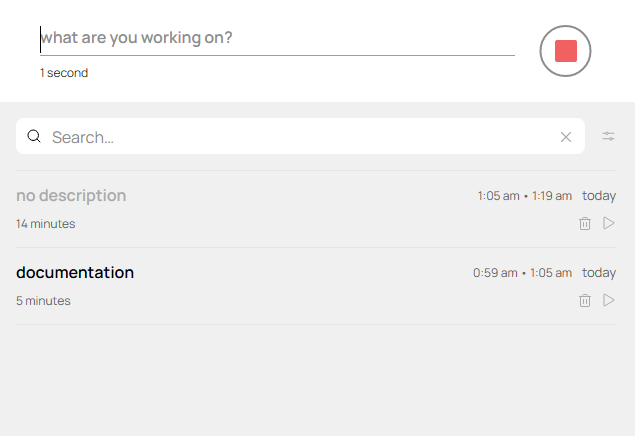 what are you working on?
1 second
Search...
no description
1:05 am • 1:19 am today
14 minutes
documentation
0:59 am • 1:05 am today
5 minutes